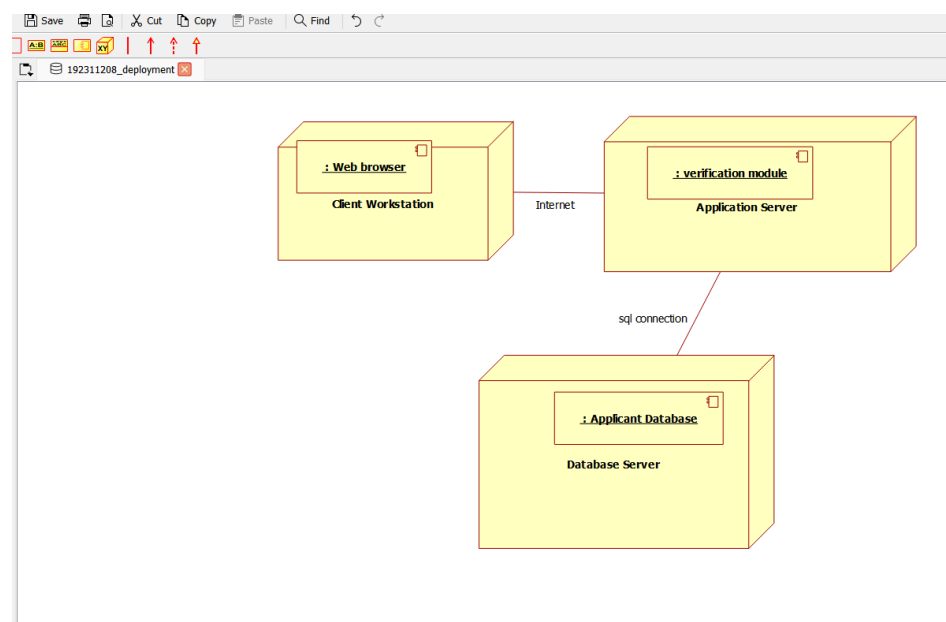 Save Cut Copy Paste Find
A:B ABC XY
192311208_deployment
: Web browser
Client Workstation
Internet
: verification module
Application Server
sql connection
: Applicant Database
Database Server